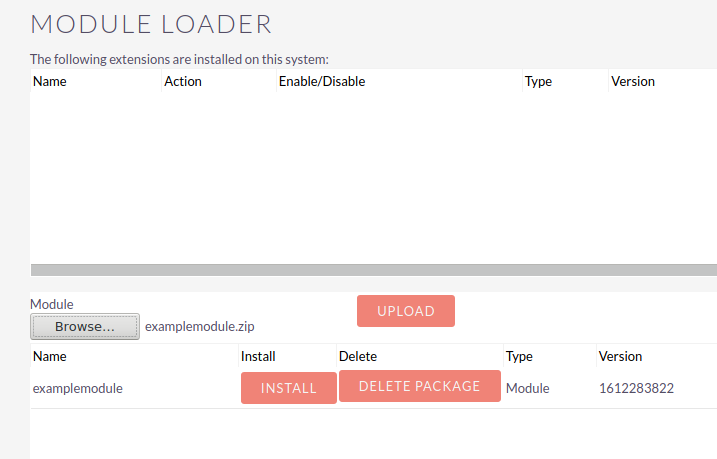 MODULE LOADER
The following extensions are installed on this system:
Name Action Enable/Disable Type Version
Module
UPLOAD
Browse... examplemodule.zip
Name Install Delete Type Version
examplemodule INSTALL DELETE PACKAGE Module 1612283822